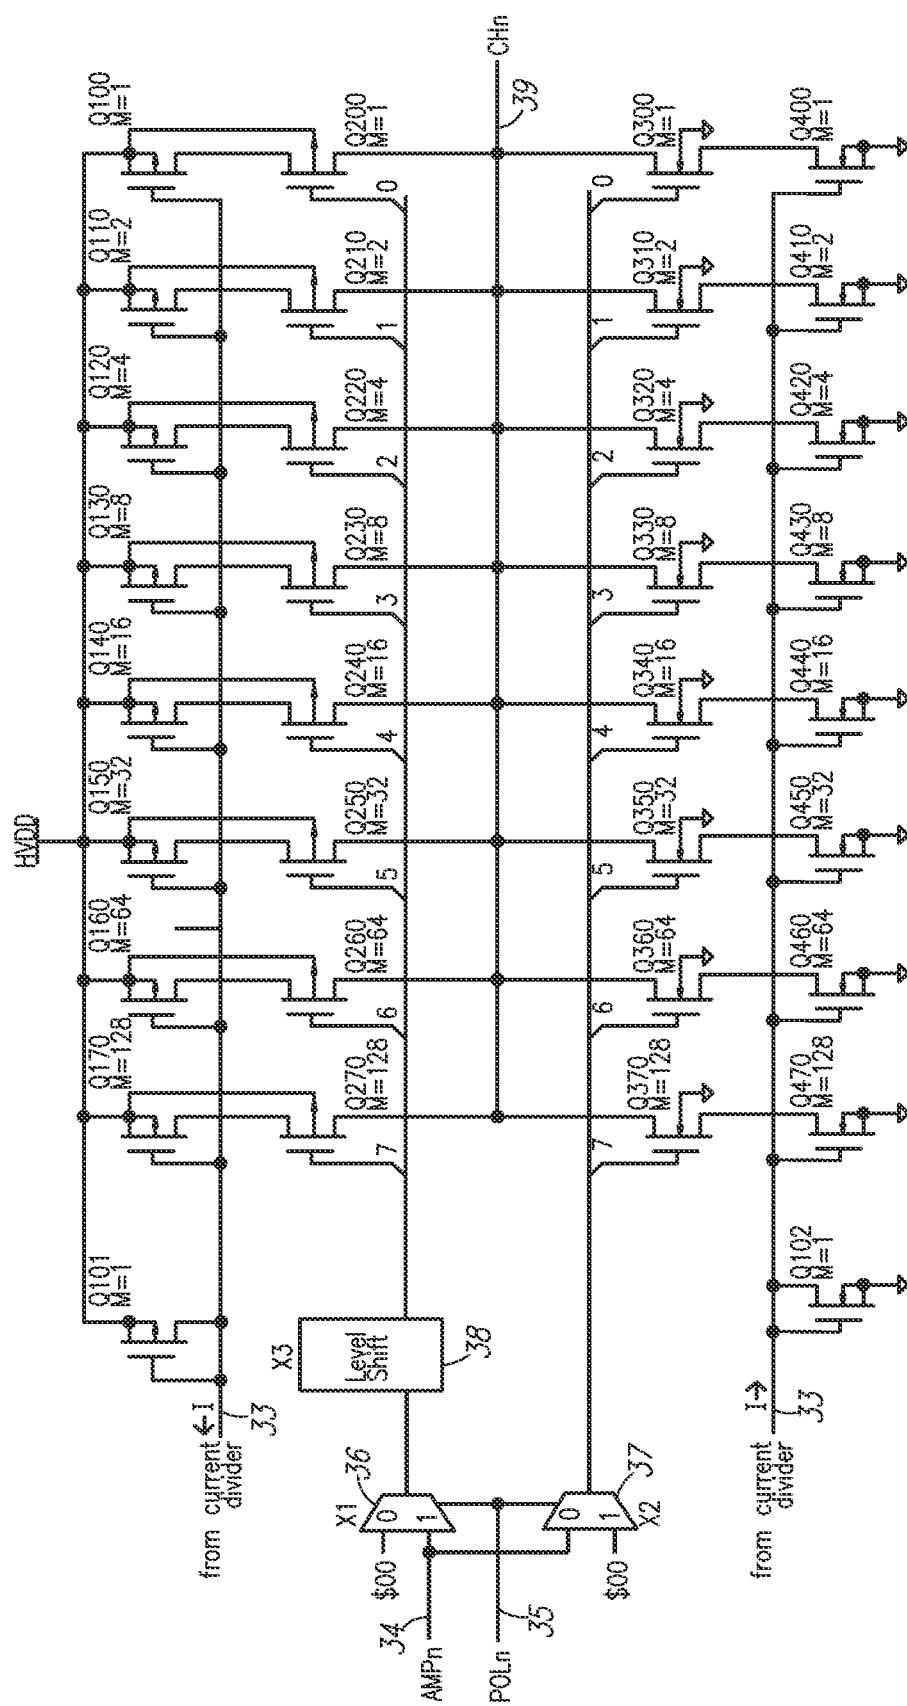 HVDD
Q101
M=1
Q170
M=128
Q160
M=64
Q150
M=32
Q140
M=16
Q130
M=8
Q120
M=4
Q110
M=2
Q100
M=1
from current
divider
←I
33
X3
Level
Shift
38
Q270
M=128
Q260
M=64
Q250
M=32
Q240
M=16
Q230
M=8
Q220
M=4
Q210
M=2
Q200
M=1
7
6
5
4
3
2
1
0
X1
36
0
1
$00
34
AMPn
POLn
35
CHn
39
37
0
1
X2
$00
7
6
5
4
3
2
1
0
Q370
M=128
Q360
M=64
Q350
M=32
Q340
M=16
Q330
M=8
Q320
M=4
Q310
M=2
Q300
M=1
from current
divider
I→
33
Q102
M=1
Q470
M=128
Q460
M=64
Q450
M=32
Q440
M=16
Q430
M=8
Q420
M=4
Q410
M=2
Q400
M=1